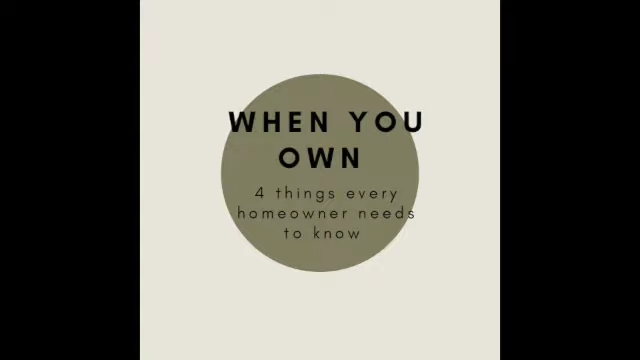 WHEN YOU
OWN
4 things every
homeowner needs
to know